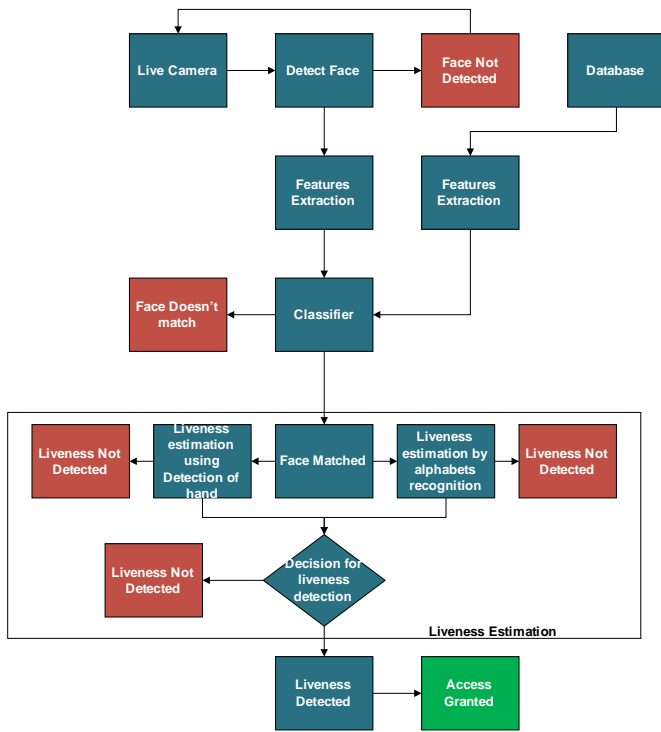 Live Camera
Detect Face
Face Not
Detected
Database
Features
Extraction
Features
Extraction
Face Doesn't
match
Classifier
Liveness Not
Detected
Liveness
estimation
using
Detection of
hand
Face Matched
Liveness
estimation by
alphabets
recognition
Liveness Not
Detected
Liveness Not
Detected
Decision for
liveness
detection
Liveness Estimation
Liveness
Detected
Access
Granted